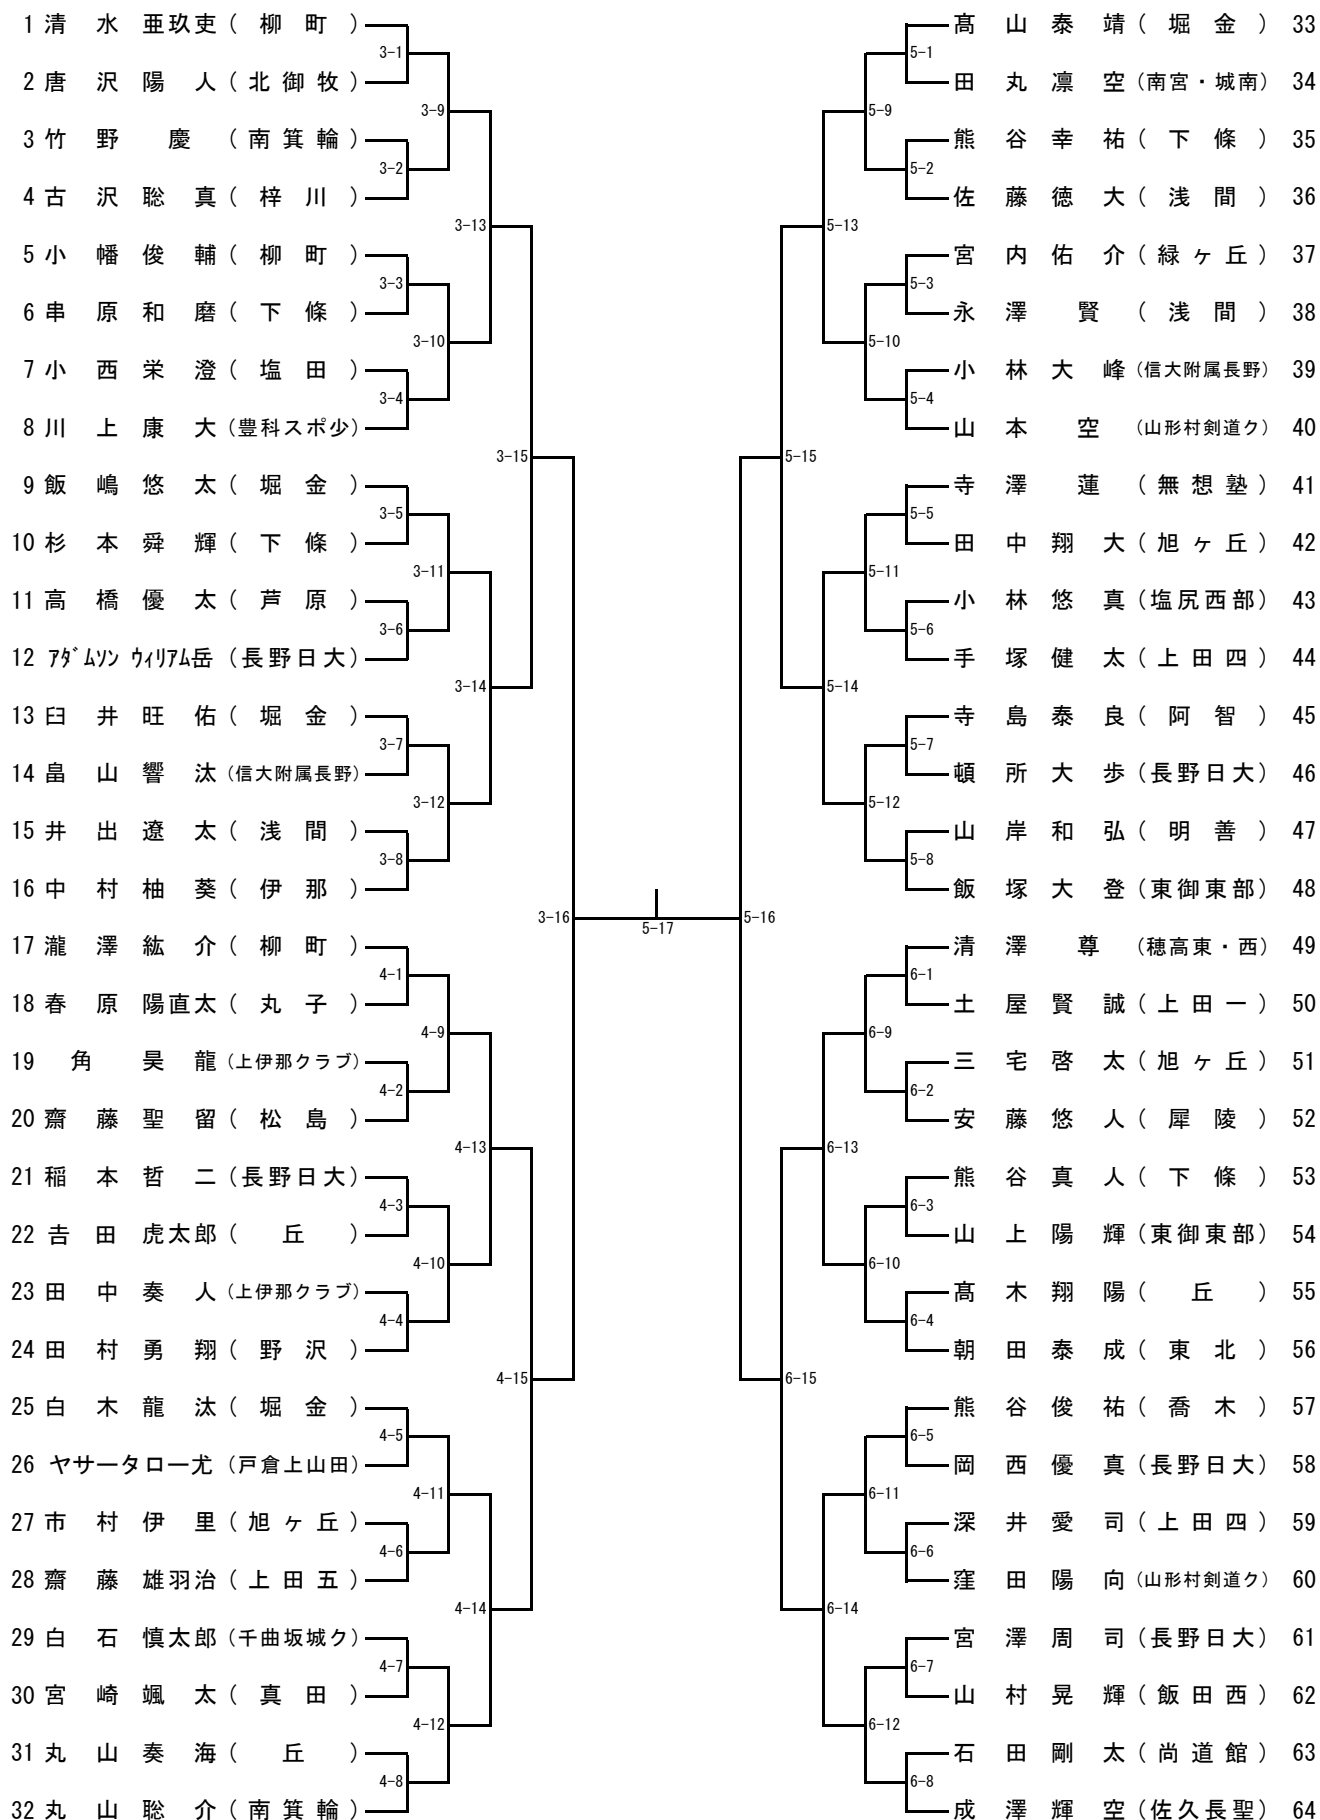 1 清水亜玖吏（柳町）
3-1
2 唐沢陽人（北御牧）
3-9
3 竹野慶（南箕輪）
3-2
4 古沢聡真（梓川）
3-13
5 小幡俊輔（柳町）
3-3
6 串原和磨（下條）
3-10
7 小西栄澄（塩田）
3-4
8 川上康大（豊科スポ少）
3-15
9 飯嶋悠太（堀金）
3-5
10 杉本舜輝（下條）
3-11
11 高橋優太（芦原）
3-6
12 ｱﾀﾞﾑｿﾝ ｳｨﾘｱﾑ岳（長野日大）
3-14
13 臼井旺佑（堀金）
3-7
14 畠山響汰（信大附属長野）
3-12
15 井出遼太（浅間）
3-8
16 中村柚葵（伊那）
3-16
17 瀧澤紘介（柳町）
4-1
18 春原陽直太（丸子）
4-9
19 角昊龍（上伊那クラブ）
4-2
20 齋藤聖留（松島）
4-13
21 稲本哲二（長野日大）
4-3
22 𠮷田虎太郎（丘）
4-10
23 田中奏人（上伊那クラブ）
4-4
24 田村勇翔（野沢）
4-15
25 白木龍汰（堀金）
4-5
26 ヤサータロー尤（戸倉上山田）
4-11
27 市村伊里（旭ヶ丘）
4-6
28 齋藤雄羽治（上田五）
4-14
29 白石慎太郎（千曲坂城ク）
4-7
30 宮崎颯太（真田）
4-12
31 丸山奏海（丘）
4-8
32 丸山聡介（南箕輪）
5-17
髙山泰靖（堀金） 33
5-1
田丸凛空（南宮・城南） 34
5-9
熊谷幸祐（下條） 35
5-2
佐藤徳大（浅間） 36
5-13
宮内佑介（緑ヶ丘） 37
5-3
永澤賢（浅間） 38
5-10
小林大峰（信大附属長野） 39
5-4
山本空（山形村剣道ク） 40
5-15
寺澤蓮（無想塾） 41
5-5
田中翔大（旭ヶ丘） 42
5-11
小林悠真（塩尻西部） 43
5-6
手塚健太（上田四） 44
5-14
寺島泰良（阿智） 45
5-7
頓所大歩（長野日大） 46
5-12
山岸和弘（明善） 47
5-8
飯塚大登（東御東部） 48
5-16
清澤尊（穂高東・西） 49
6-1
土屋賢誠（上田一） 50
6-9
三宅啓太（旭ヶ丘） 51
6-2
安藤悠人（犀陵） 52
6-13
熊谷真人（下條） 53
6-3
山上陽輝（東御東部） 54
6-10
髙木翔陽（丘） 55
6-4
朝田泰成（東北） 56
6-15
熊谷俊祐（喬木） 57
6-5
岡西優真（長野日大） 58
6-11
深井愛司（上田四） 59
6-6
窪田陽向（山形村剣道ク） 60
6-14
宮澤周司（長野日大） 61
6-7
山村晃輝（飯田西） 62
6-12
石田剛太（尚道館） 63
6-8
成澤輝空（佐久長聖） 64